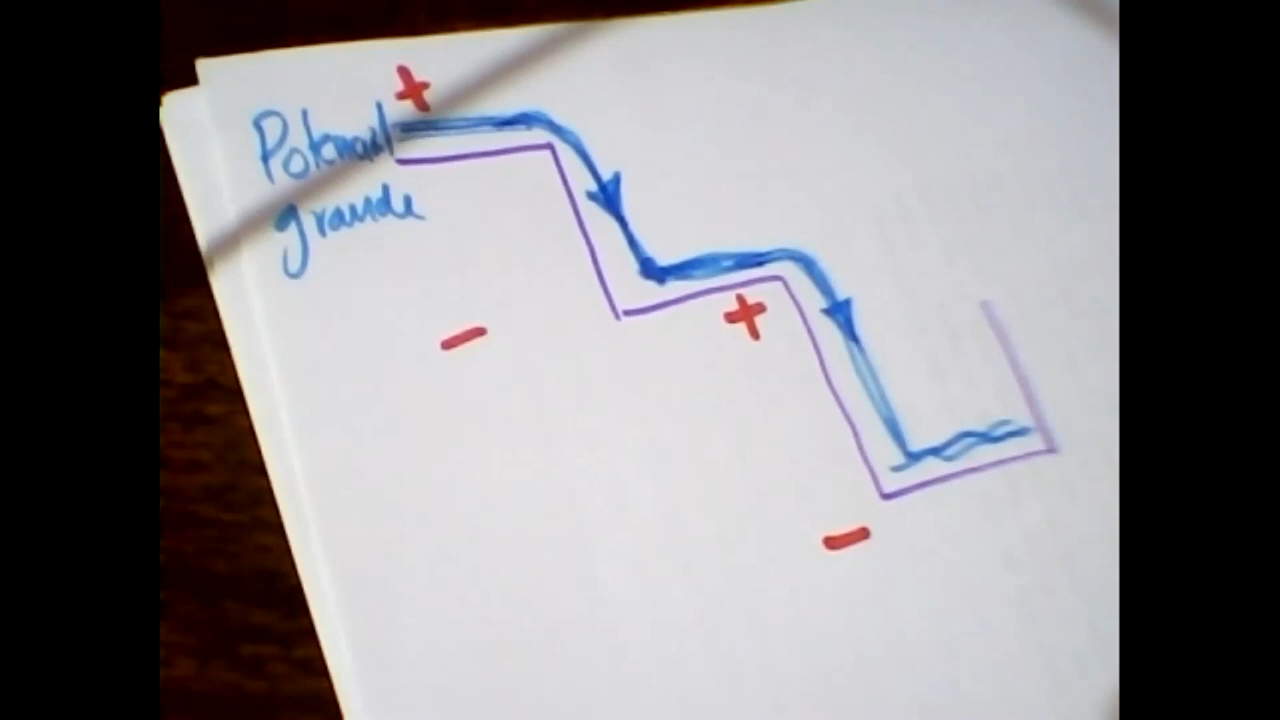 +
Potencial
grande
-
+
-